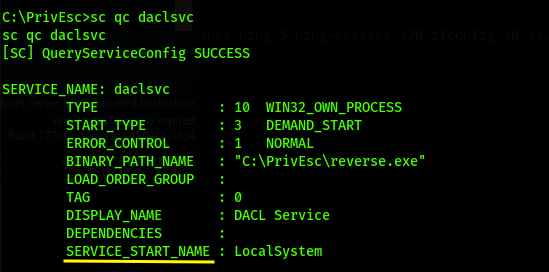 C:\PrivEsc>sc qc daclsvc
sc qc daclsvc
[SC] QueryServiceConfig SUCCESS
SERVICE_NAME: daclsvc
TYPE : 10 WIN32_OWN_PROCESS
START_TYPE : 3 DEMAND_START
ERROR_CONTROL : 1 NORMAL
BINARY_PATH_NAME : "C:\PrivEsc\reverse.exe"
LOAD_ORDER_GROUP :
TAG : 0
DISPLAY_NAME : DACL Service
DEPENDENCIES :
SERVICE_START_NAME : LocalSystem